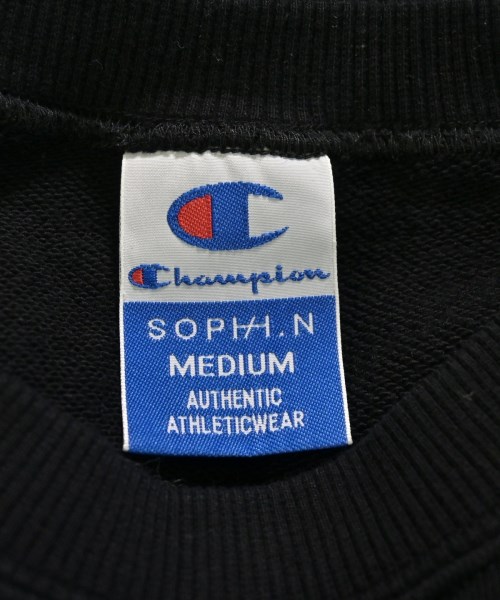 Champion
SOPH.N
MEDIUM
AUTHENTIC
ATHLETICWEAR